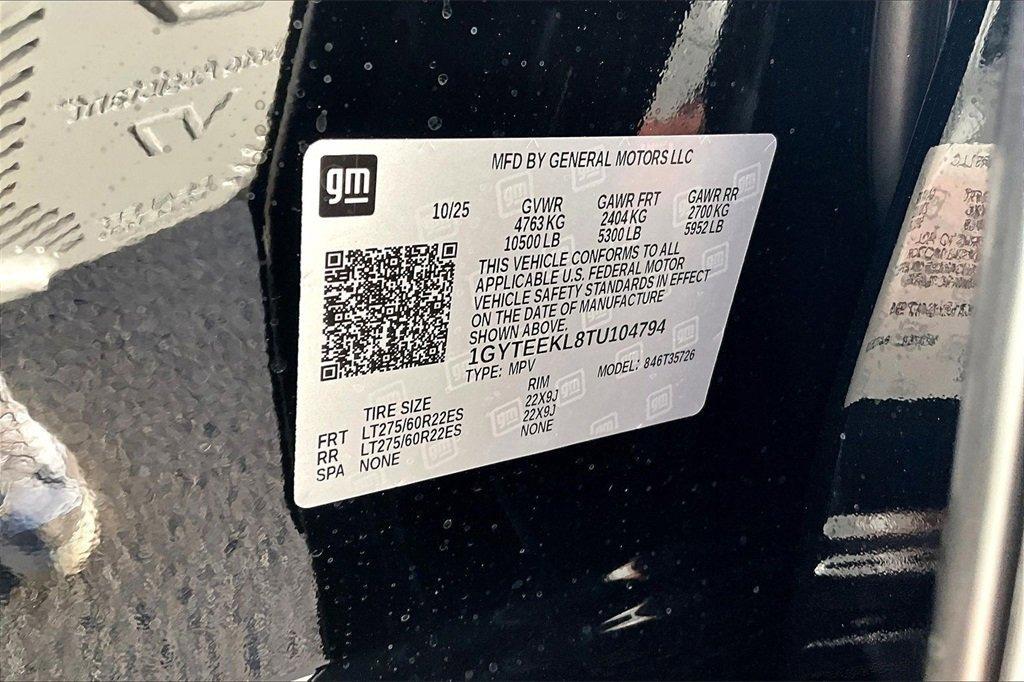 gm
MFD BY GENERAL MOTORS LLC
10/25
GVWR GAWR FRT GAWR RR
4763 KG 2404 KG 2700 KG
10500 LB 5300 LB 5952 LB
THIS VEHICLE CONFORMS TO ALL
APPLICABLE U.S. FEDERAL MOTOR
VEHICLE SAFETY STANDARDS IN EFFECT
ON THE DATE OF MANUFACTURE
SHOWN ABOVE.
1GYTEEKL8TU104794
TYPE: MPV MODEL: 846T35726
TIRE SIZE RIM
FRT LT275/60R22ES 22X9J
RR LT275/60R22ES 22X9J
SPA NONE NONE